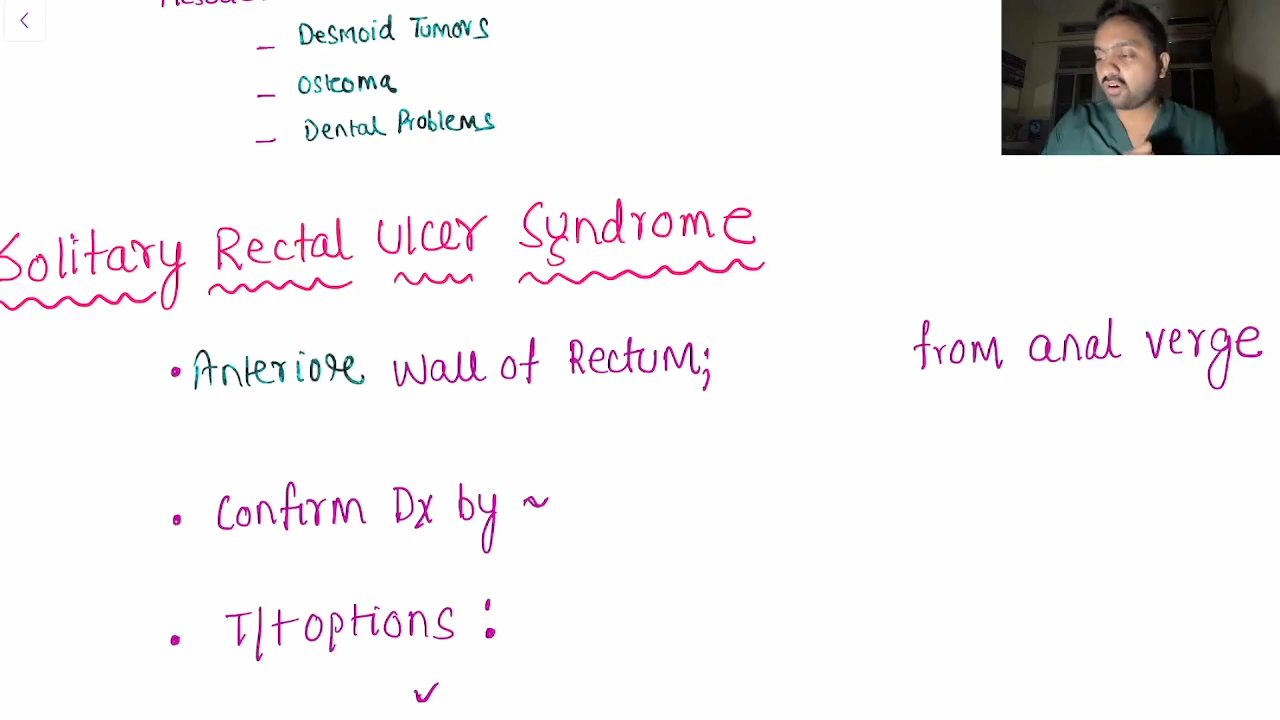 – Desmoid Tumors
– Osteoma
– Dental Problems
Solitary Rectal Ulcer Syndrome
• Anteriore Wall of Rectum; from anal verge
• Confirm Dx by ~
• T/t options :
✓